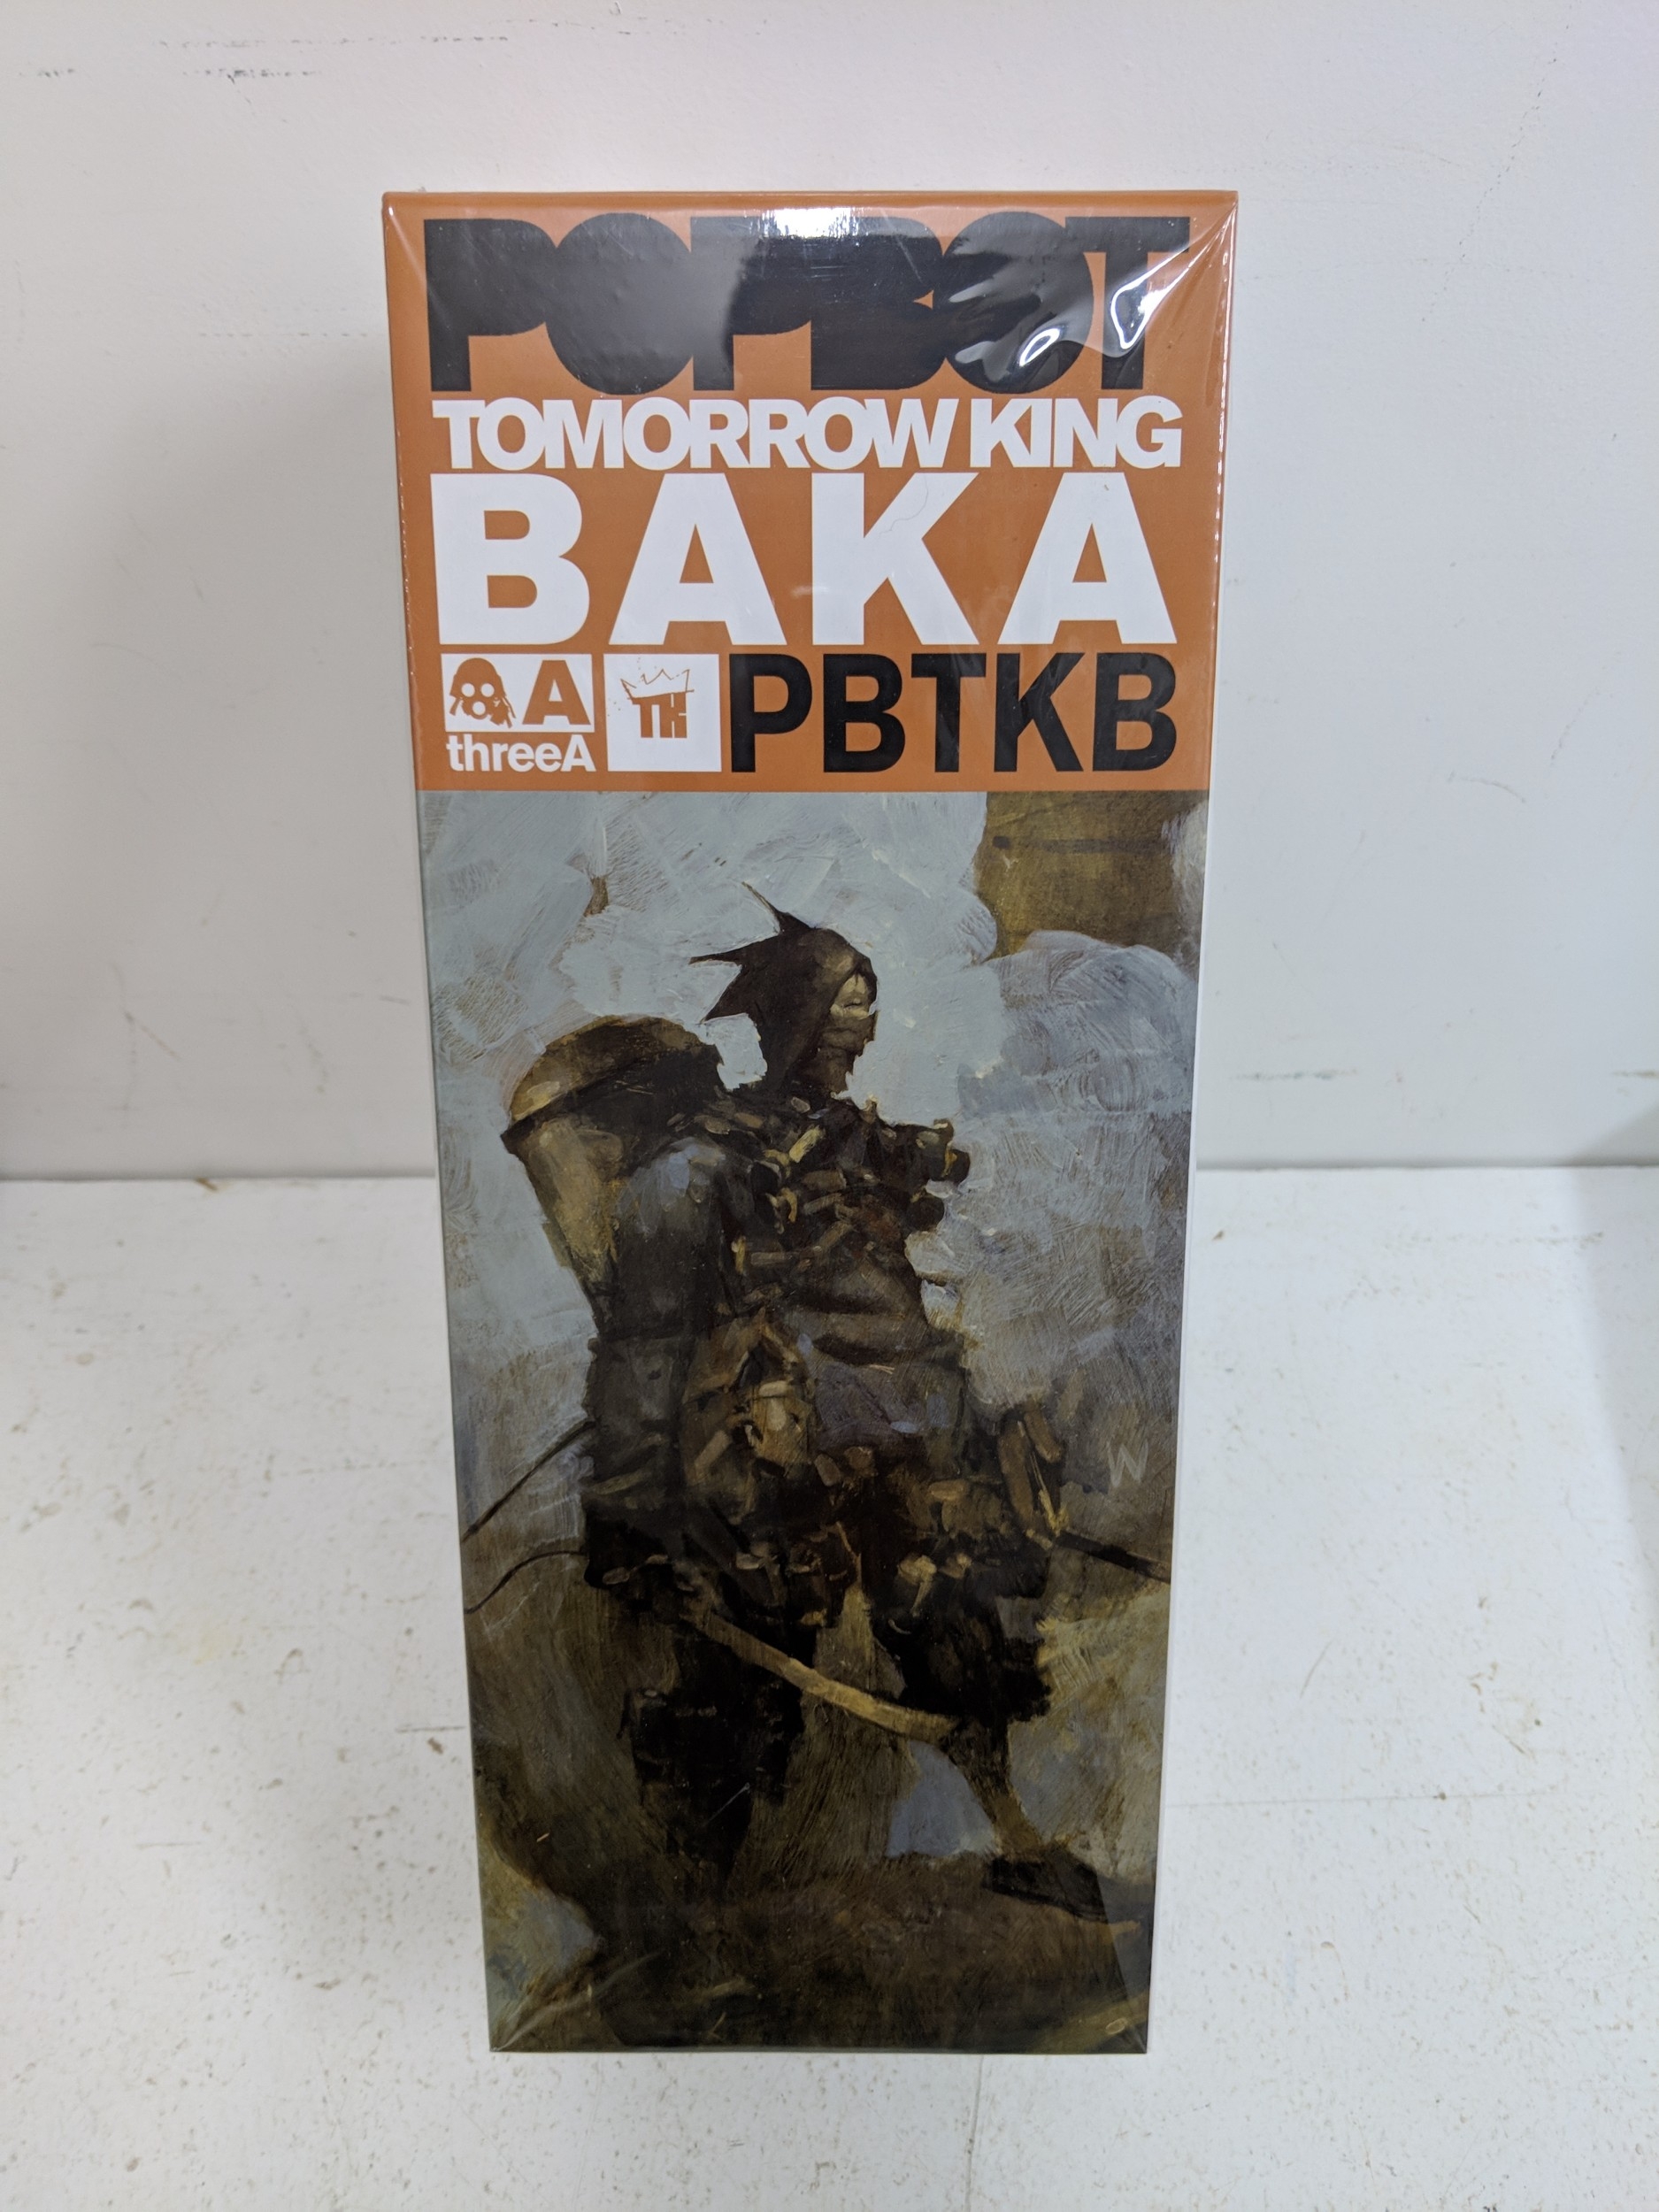 POPBOT
TOMORROW KING
BAKA
A TK PBTKB
threeA
W